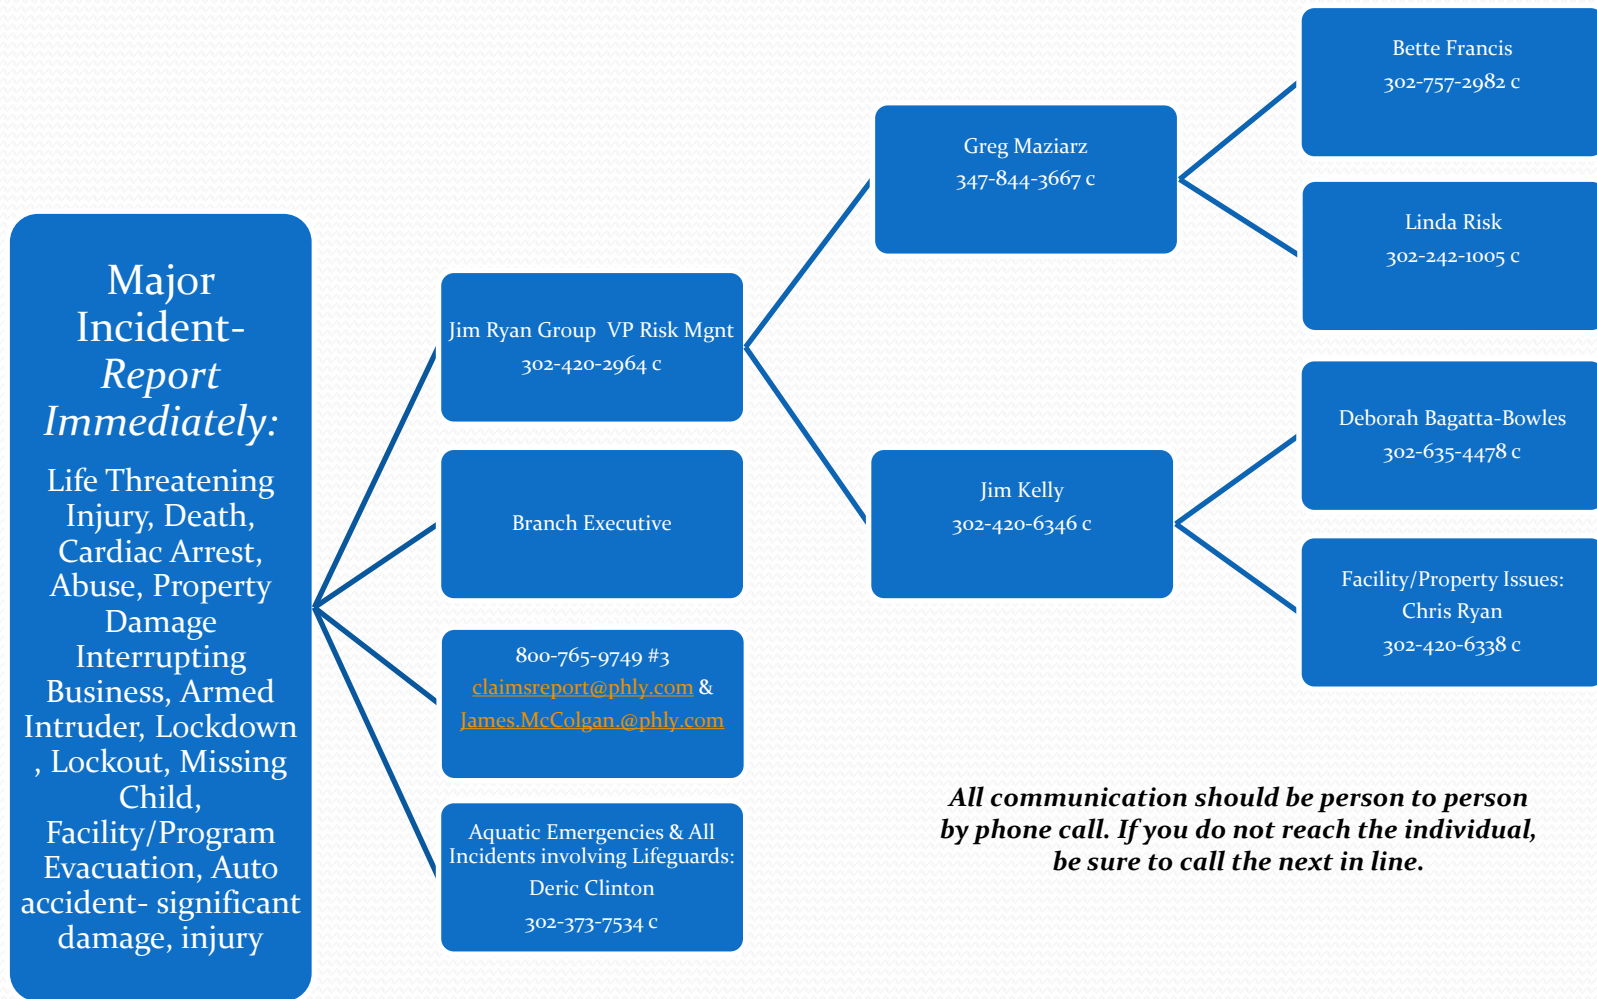 Major
Incident-
Report
Immediately:
Life Threatening
Injury, Death,
Cardiac Arrest,
Abuse, Property
Damage
Interrupting
Business, Armed
Intruder, Lockdown
, Lockout, Missing
Child,
Facility/Program
Evacuation, Auto
accident- significant
damage, injury
Jim Ryan Group  VP Risk Mgnt
302-420-2964 c
Branch Executive
800-765-9749 #3
claimsreport@phly.com &
James.McColgan.@phly.com
Aquatic Emergencies & All
Incidents involving Lifeguards:
Deric Clinton
302-373-7534 c
Greg Maziarz
347-844-3667 c
Jim Kelly
302-420-6346 c
Bette Francis
302-757-2982 c
Linda Risk
302-242-1005 c
Deborah Bagatta-Bowles
302-635-4478 c
Facility/Property Issues:
Chris Ryan
302-420-6338 c
All communication should be person to person
by phone call. If you do not reach the individual,
be sure to call the next in line.